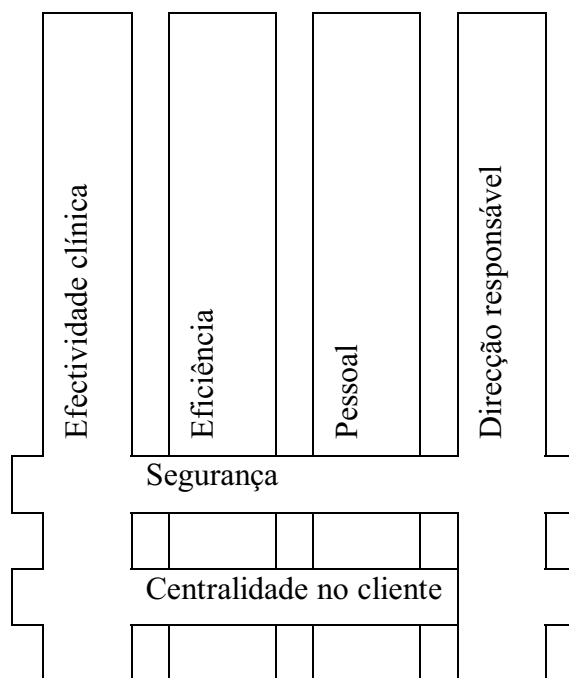 Efectividade clínica
Eficiência
Pessoal
Direcção responsável
Segurança
Centralidade no cliente